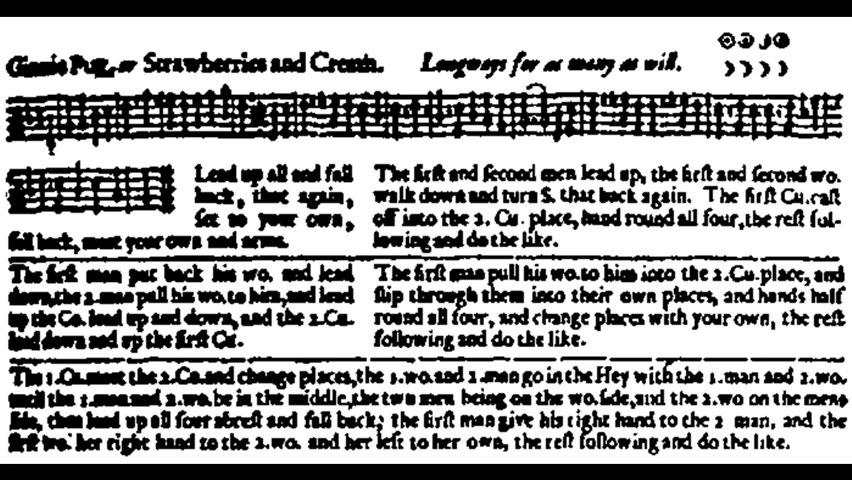 Ginnie Pug, or Strawberries and Cream. Longways for as many as will.
Lead up all and fall
back, that again,
set to your own,
fall back, meet your own and arms.
The first and second men lead up, the first and second wo.
walk down and turn S. that back again. The first Cu.cast
off into the 2. Cu. place, hand round all four,the rest fol-
lowing and do the like.
The first man put back his wo. and lead
down,the 2.man pull his wo.to him,and lead
up the Co. lead up and down,and the 2.Cu.
lead down and up the first Cu.
The first man pull his wo.to him into the 2.Cu.place, and
slip through them into their own places, and hands half
round all four, and change places with your own, the rest
following and do the like.
The 1.Cu.meet the 2.Cu.and change places,the 1.wo.and 2.man go in the Hey with the 1.man and 2.wo.
until the 1.man and 2.wo.be in the middle,the two men being on the wo.side,and the 2.wo on the mens
side, then lead up all four abrest and fall back; the first man give his right hand to the 2 man, and the
first wo. her right hand to the 2.wo. and her left to her own, the rest following and do the like.